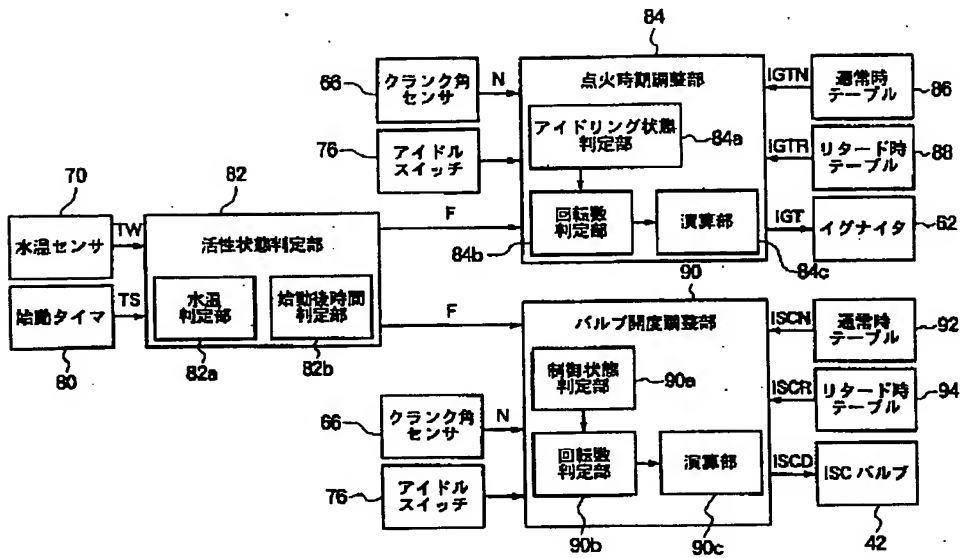 84
66
クランク角
センサ
N
点火時期調整部
IGTN
通常時
テーブル
86
76
アイドル
スイッチ
アイドリング状態
判定部
84a
IGTR
リタード時
テーブル
88
70
水温センサ
TW
82
活性状態判定部
F
回転数
判定部
84b
演算部
84c
IGT
イグナイタ
62
始動タイマ
80
TS
水温
判定部
82a
始動後時間
判定部
82b
F
90
バルブ開度調整部
ISCN
通常時
テーブル
92
制御状態
判定部
90a
ISCR
リタード時
テーブル
94
66
クランク角
センサ
N
76
アイドル
スイッチ
回転数
判定部
90b
演算部
90c
ISCD
ISC バルブ
42